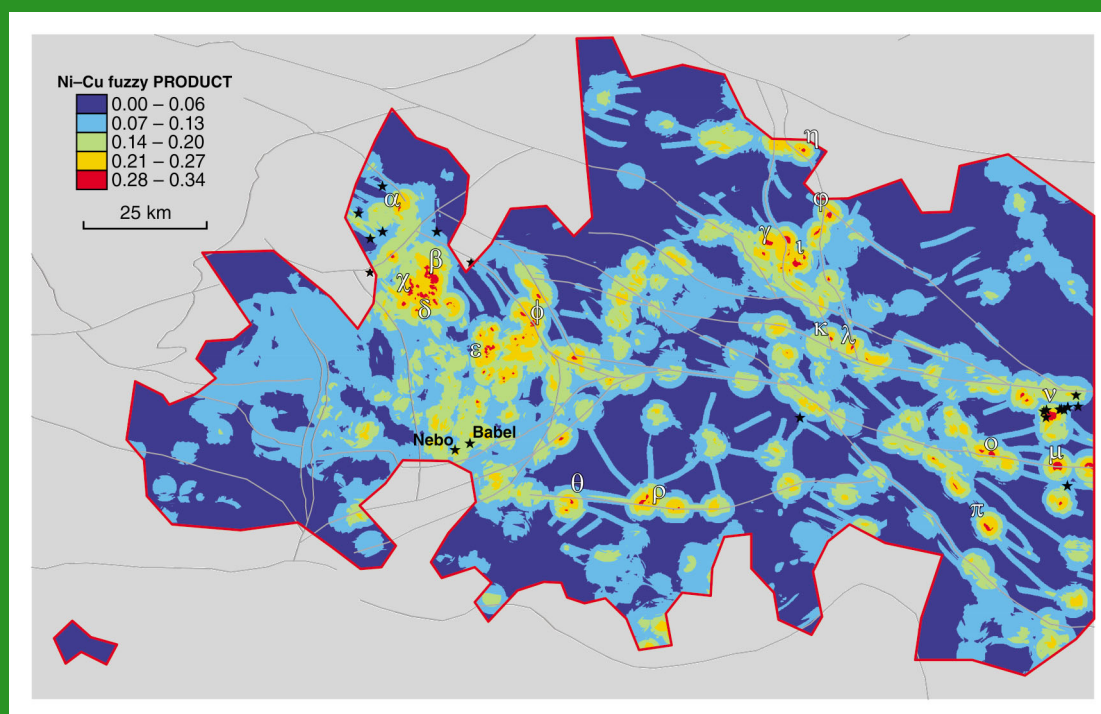 Ni–Cu fuzzy PRODUCT
0.00 – 0.06
0.07 – 0.13
0.14 – 0.20
0.21 – 0.27
0.28 – 0.34
25 km
η
α
φ
γ
ι
β
χ
δ
ϕ
κ
λ
ε
ν
Nebo
Babel
ο
μ
θ
ρ
π